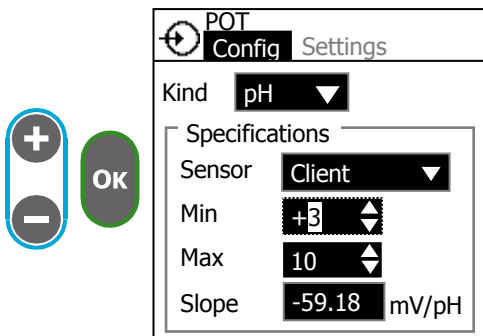 POT
Config Settings
Kind pH
Specifications
Sensor Client
Min +3
Max 10
Slope -59.18 mV/pH
+
OK
−